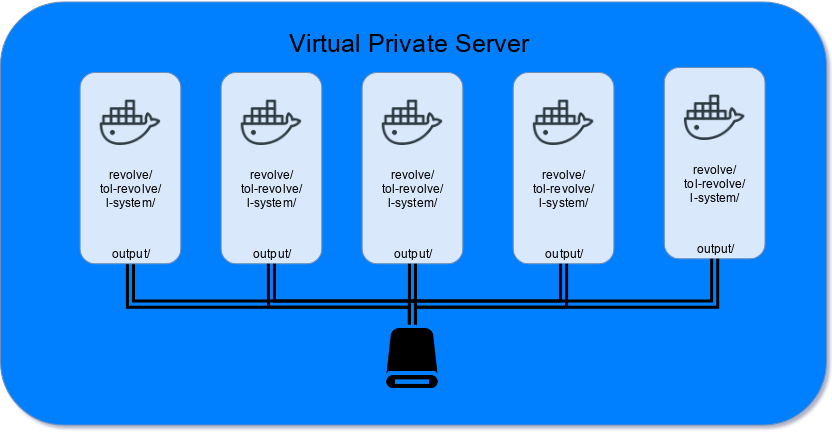 Virtual Private Server
revolve/
tol-revolve/
l-system/
output/
revolve/
tol-revolve/
l-system/
output/
revolve/
tol-revolve/
l-system/
output/
revolve/
tol-revolve/
l-system/
output/
revolve/
tol-revolve/
l-system/
output/